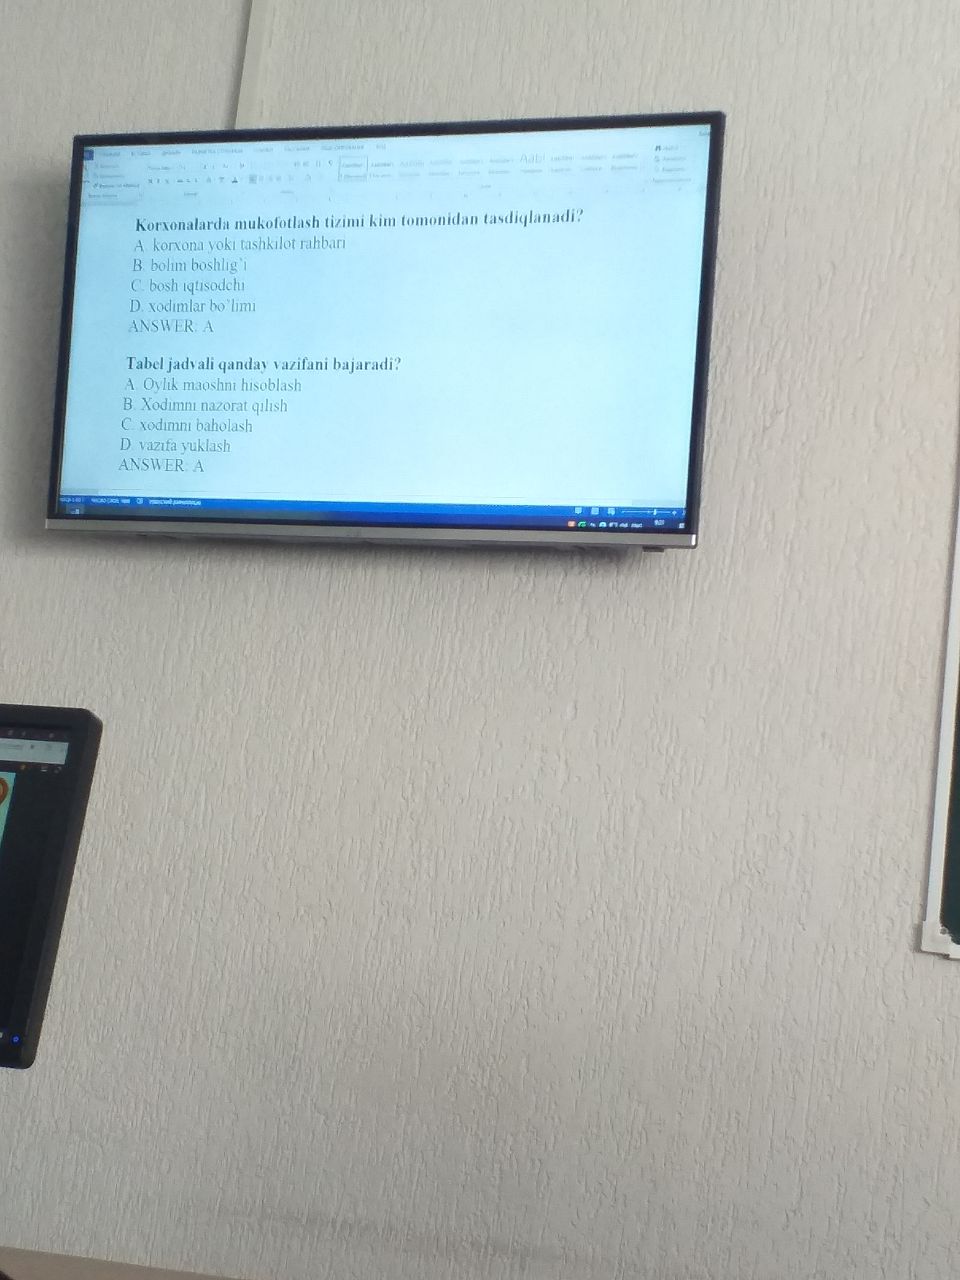 Korxonalarda mukofotlash tizimi kim tomonidan tasdiqlanadi?
A. korxona yoki tashkilot rahbari
B. bolim boshlig`i
C. bosh iqtisodchi
D. xodimlar bo`limi
ANSWER: A
Tabel jadvali qanday vazifani bajaradi?
A. Oylik maoshni hisoblash
B. Xodimni nazorat qilish
C. xodimni baholash
D. vazifa yuklash
ANSWER: A